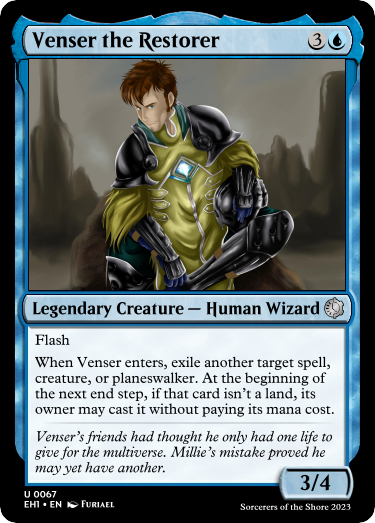 Venser the Restorer 3
Legendary Creature — Human Wizard
Flash
When Venser enters, exile another target spell,
creature, or planeswalker. At the beginning of
the next end step, if that card isn't a land, its
owner may cast it without paying its mana cost.
Venser's friends had thought he only had one life to
give for the multiverse. Millie's mistake proved he
may yet have another.
3/4
U 0067
EH1 • EN FURIAEL
Sorcerers of the Shore 2023